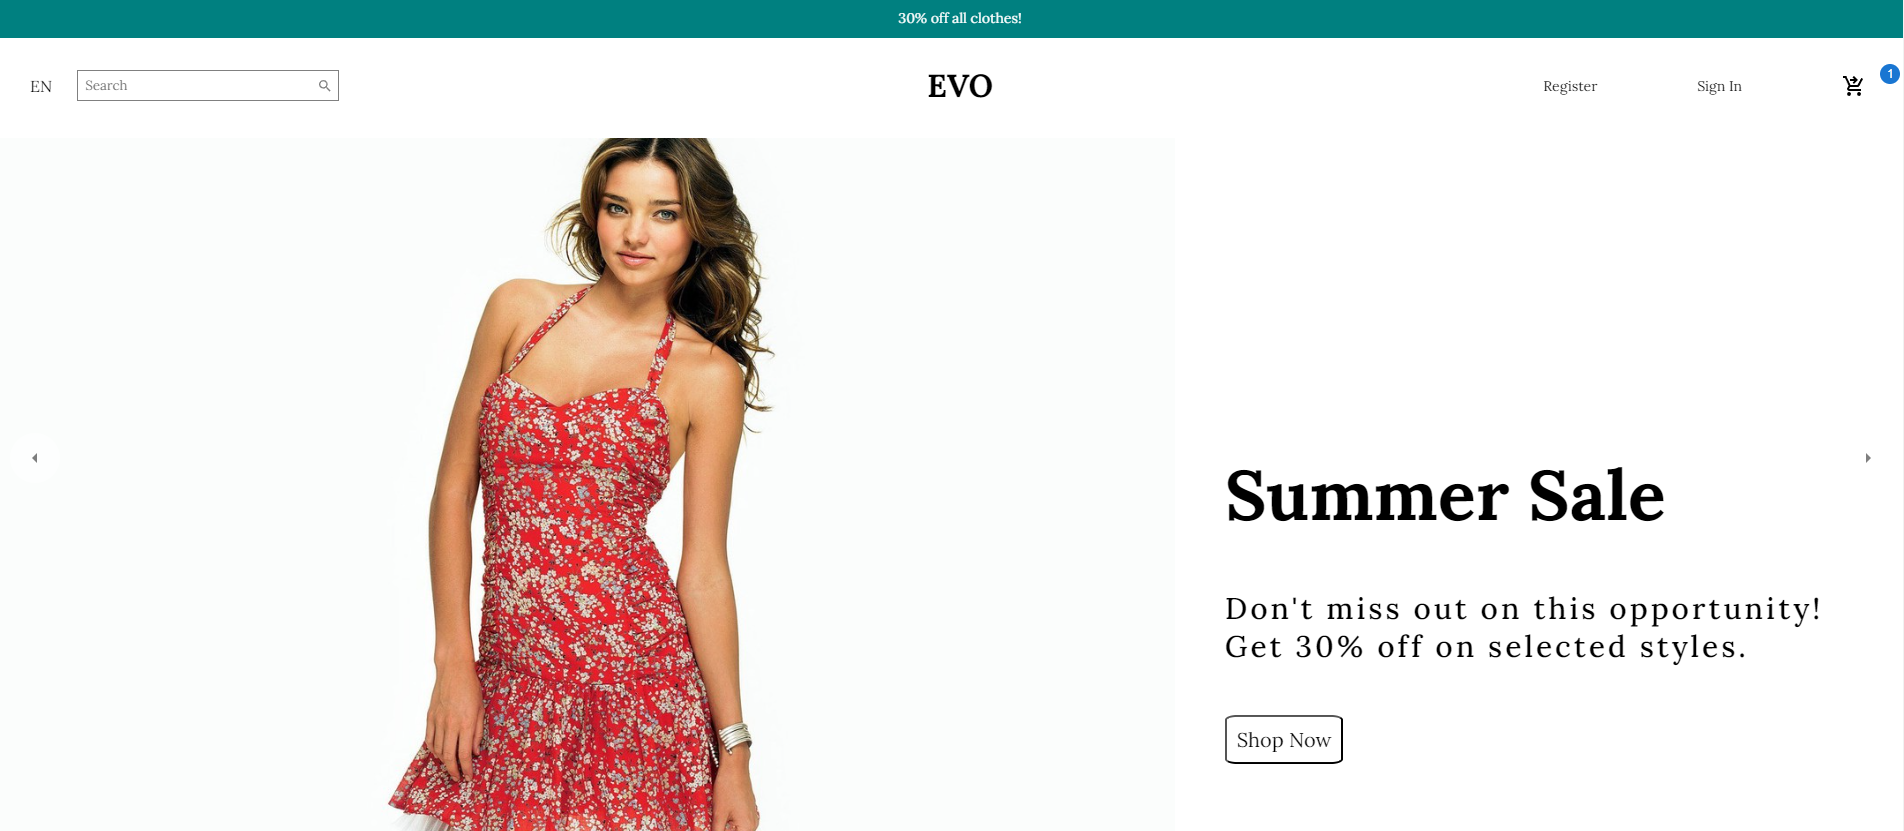 30% off all clothes!
EN
Search
EVO
Register
Sign In
1
Summer Sale
Don't miss out on this opportunity!
Get 30% off on selected styles.
Shop Now